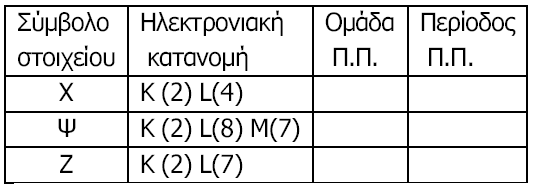 Σύμβολο στοιχείου Ηλεκτρονιακή κατανομή Ομάδα Π.Π. Περίοδος Π.Π.
X K (2) L(4)
Ψ K (2) L(8) M(7)
Z K (2) L(7)